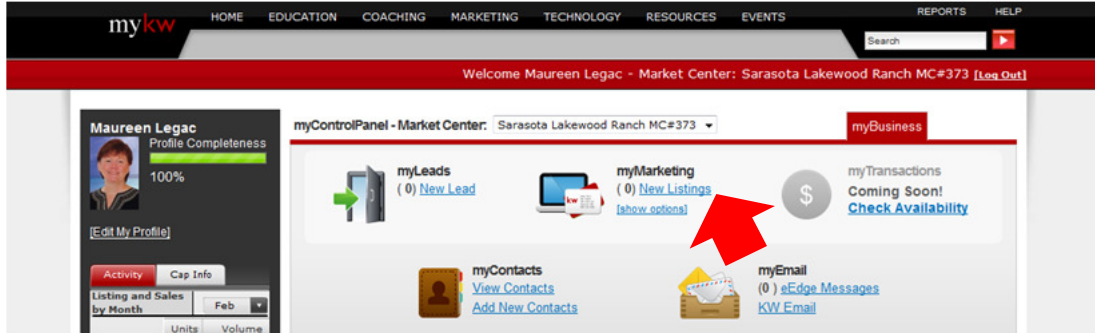 mykw
HOME EDUCATION COACHING MARKETING TECHNOLOGY RESOURCES EVENTS
REPORTS HELP
Search
Welcome Maureen Legac - Market Center: Sarasota Lakewood Ranch MC#373 [Log Out]
Maureen Legac
Profile Completeness
100%
[Edit My Profile]
Activity Cap Info
Listing and Sales
by Month
Feb
Units Volume
myControlPanel - Market Center: Sarasota Lakewood Ranch MC#373
myBusiness
myLeads
( 0) New Lead
kw
myMarketing
( 0) New Listings
[show options]
$
myTransactions
Coming Soon!
Check Availability
myContacts
View Contacts
Add New Contacts
myEmail
(0 ) eEdge Messages
KW Email